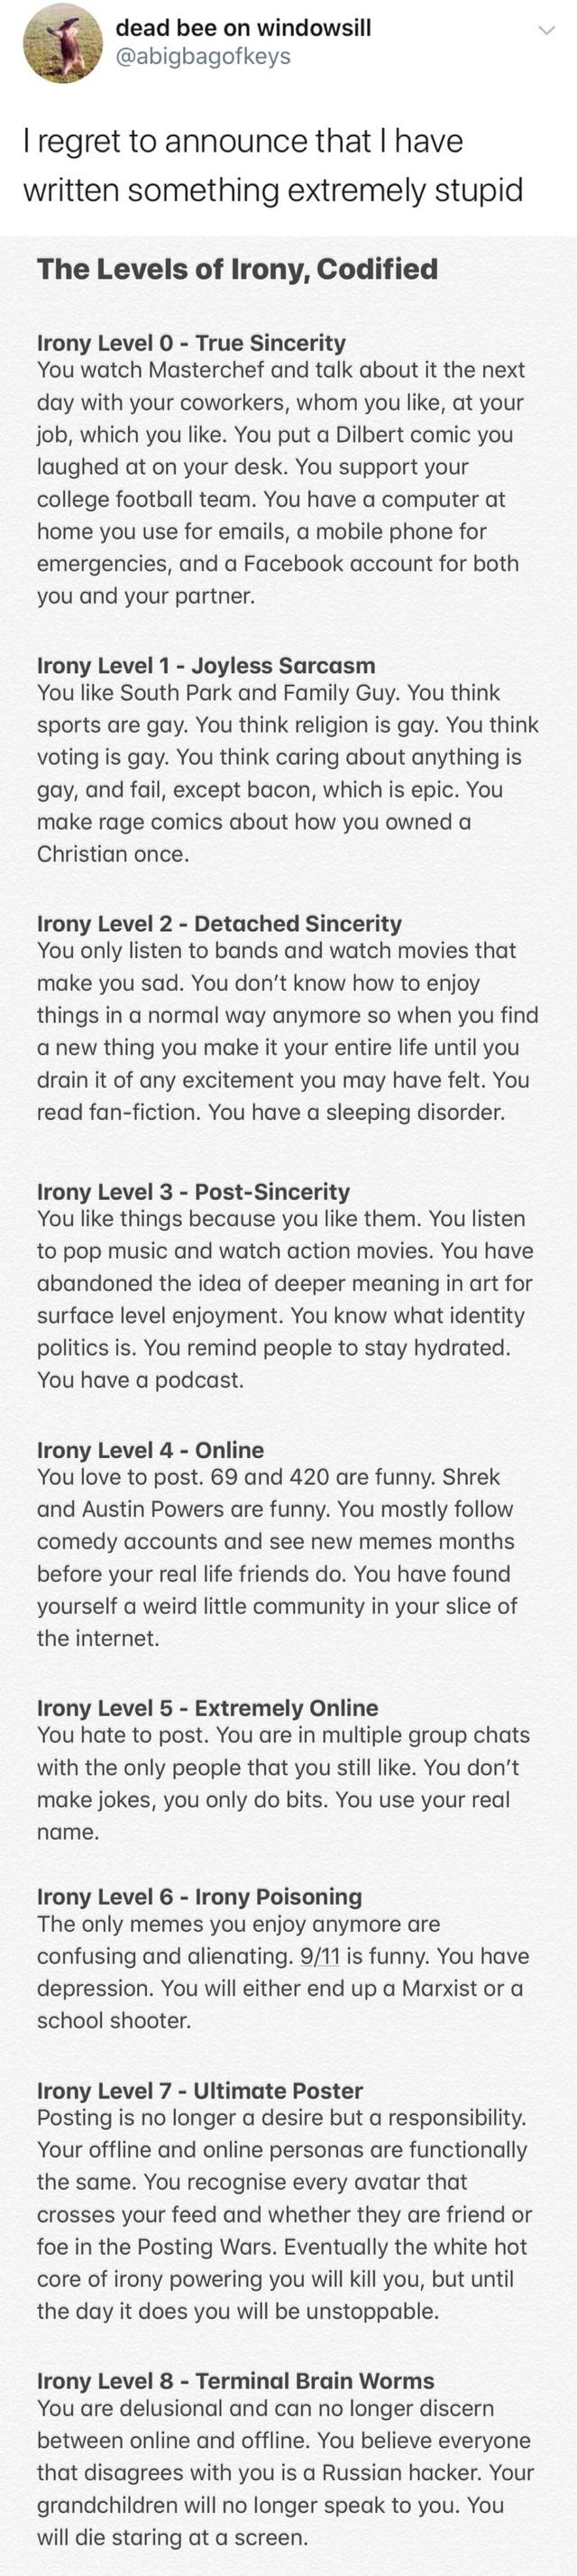 dead bee on windowsill
@abigbagofkeys
I regret to announce that I have
written something extremely stupid
The Levels of Irony, Codified
Irony Level 0 - True Sincerity
You watch Masterchef and talk about it the next
day with your coworkers, whom you like, at your
job, which you like. You put a Dilbert comic you
laughed at on your desk. You support your
college football team. You have a computer at
home you use for emails, a mobile phone for
emergencies, and a Facebook account for both
you and your partner.
Irony Level 1 - Joyless Sarcasm
You like South Park and Family Guy. You think
sports are gay. You think religion is gay. You think
voting is gay. You think caring about anything is
gay, and fail, except bacon, which is epic. You
make rage comics about how you owned a
Christian once.
Irony Level 2 - Detached Sincerity
You only listen to bands and watch movies that
make you sad. You don’t know how to enjoy
things in a normal way anymore so when you find
a new thing you make it your entire life until you
drain it of any excitement you may have felt. You
read fan-fiction. You have a sleeping disorder.
Irony Level 3 - Post-Sincerity
You like things because you like them. You listen
to pop music and watch action movies. You have
abandoned the idea of deeper meaning in art for
surface level enjoyment. You know what identity
politics is. You remind people to stay hydrated.
You have a podcast.
Irony Level 4 - Online
You love to post. 69 and 420 are funny. Shrek
and Austin Powers are funny. You mostly follow
comedy accounts and see new memes months
before your real life friends do. You have found
yourself a weird little community in your slice of
the internet.
Irony Level 5 - Extremely Online
You hate to post. You are in multiple group chats
with the only people that you still like. You don’t
make jokes, you only do bits. You use your real
name.
Irony Level 6 - Irony Poisoning
The only memes you enjoy anymore are
confusing and alienating. 9/11 is funny. You have
depression. You will either end up a Marxist or a
school shooter.
Irony Level 7 - Ultimate Poster
Posting is no longer a desire but a responsibility.
Your offline and online personas are functionally
the same. You recognise every avatar that
crosses your feed and whether they are friend or
foe in the Posting Wars. Eventually the white hot
core of irony powering you will kill you, but until
the day it does you will be unstoppable.
Irony Level 8 - Terminal Brain Worms
You are delusional and can no longer discern
between online and offline. You believe everyone
that disagrees with you is a Russian hacker. Your
grandchildren will no longer speak to you. You
will die staring at a screen.